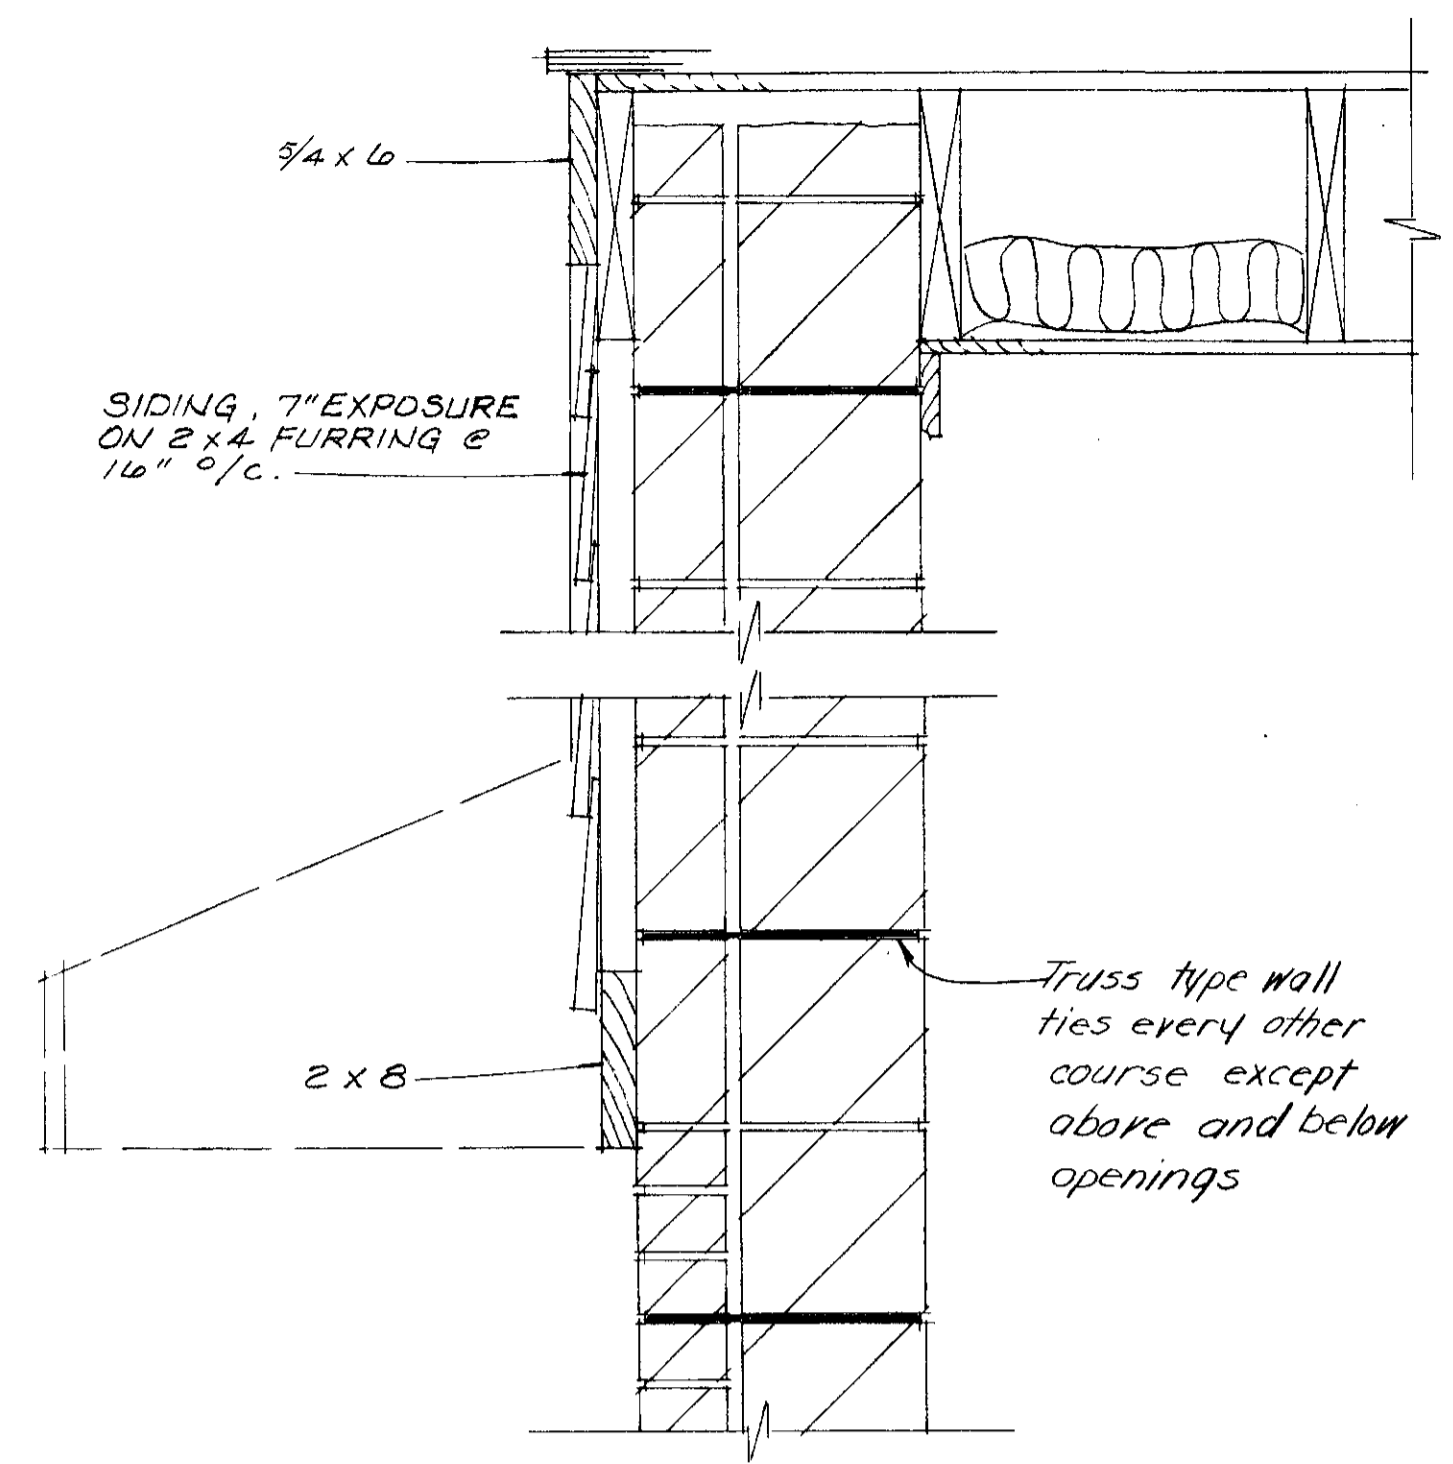 5/4 x 6
SIDING, 7" EXPOSURE
ON 2x4 FURRING @
16" o/c.
2 x 8
Truss type wall
ties every other
course except
above and below
openings